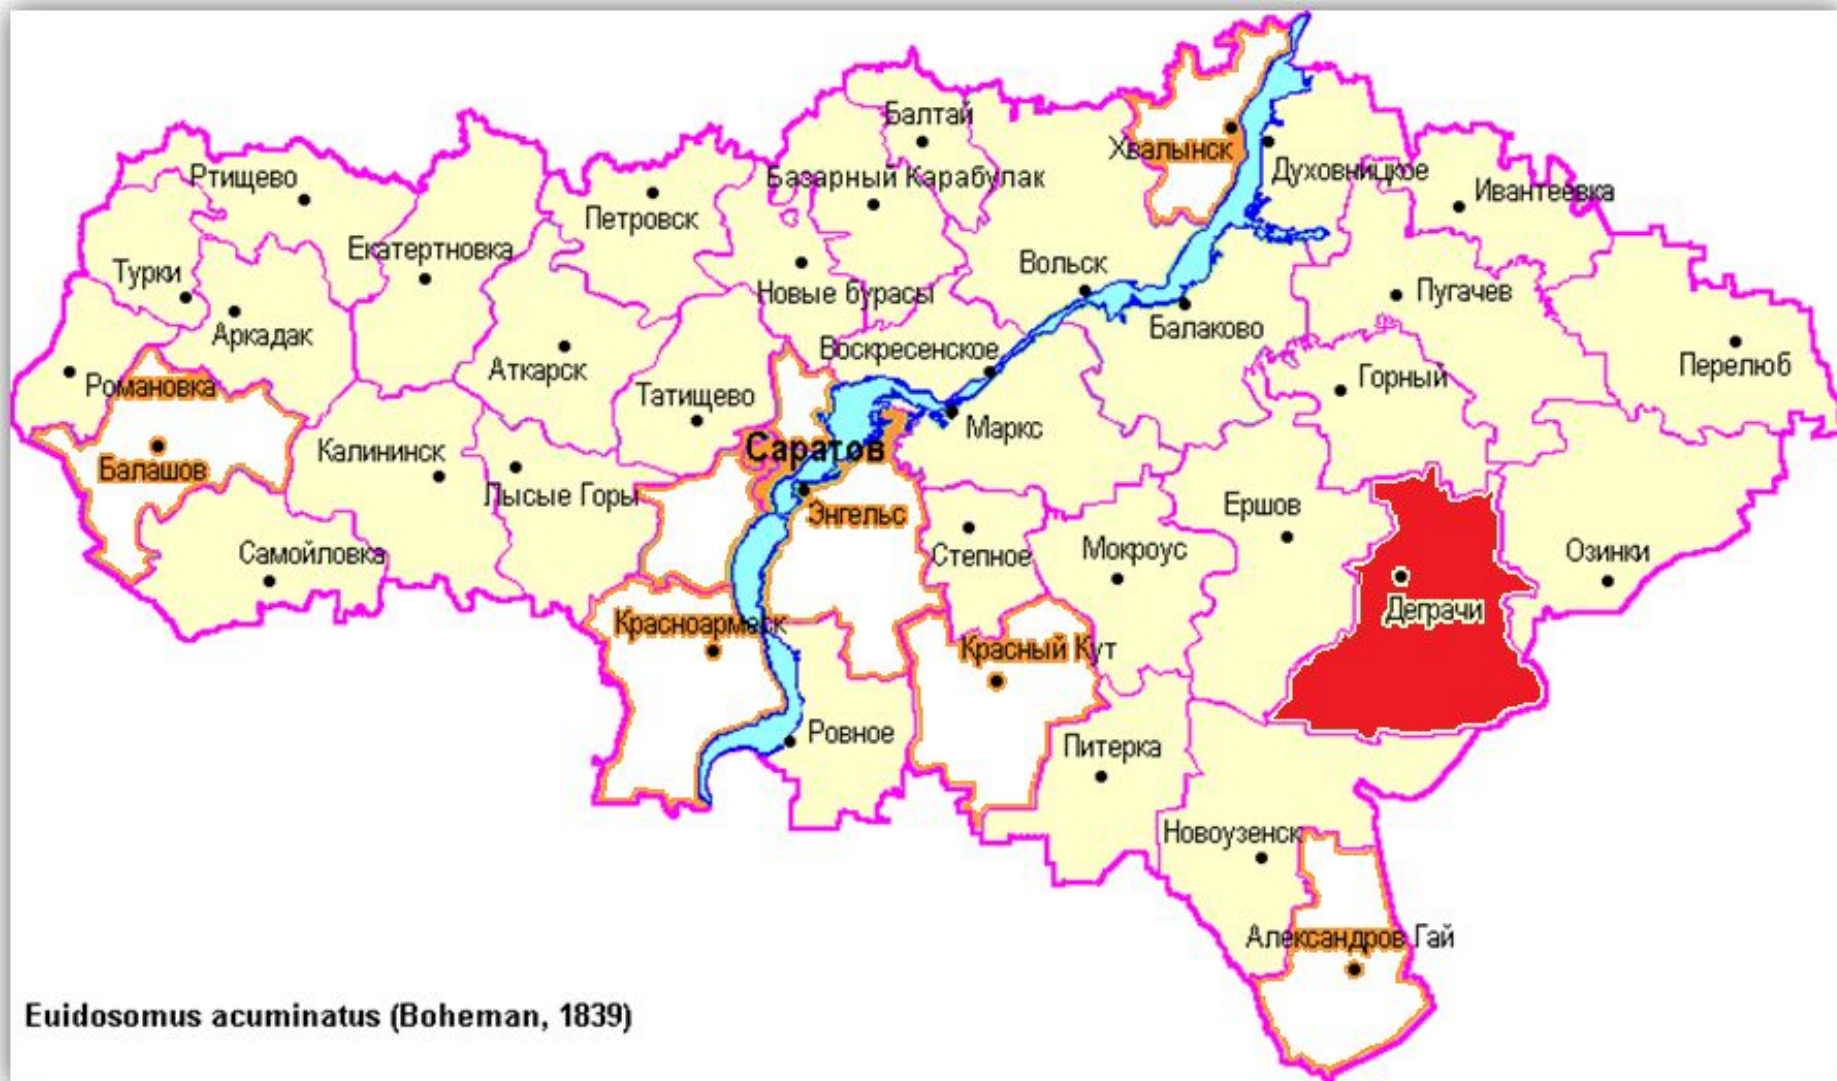 Балтай
Хвалынск
Духовницкое
Ртищево
Базарный Карабулак
Ивантеевка
Петровск
Екатертновка
Турки
Вольск
Новые бурасы
Пугачев
Аркадак
Балаково
Воскресенское
Аткарск
Перелюб
Романовка
Горный
Татищево
Маркс
Саратов
Калининск
Балашов
Лысые Горы
Энгельс
Ершов
Степное
Мокроус
Озинки
Самойловка
Деграчи
Красноармеск
Красный Кут
Ровное
Питерка
Новоузенск
Александров Гай
Euidosomus acuminatus (Boheman, 1839)